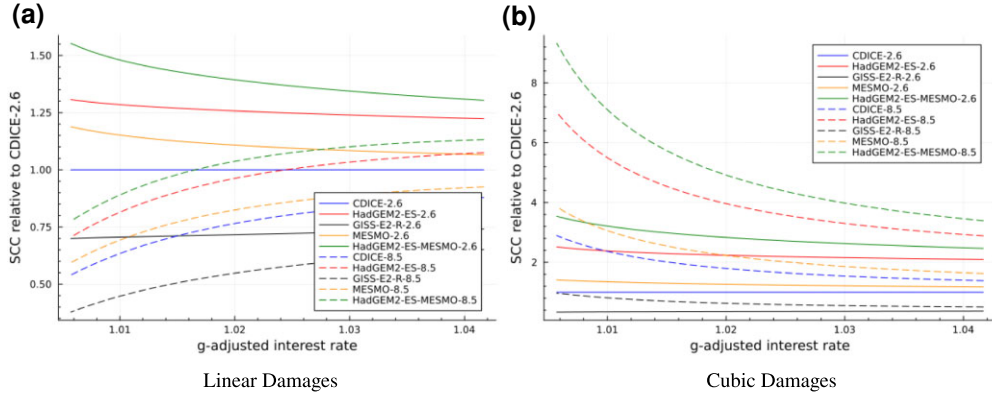 (a)
SCC relative to CDICE-2.6
1.50
1.25
1.00
0.75
0.50
CDICE-2.6
HadGEM2-ES-2.6
GISS-E2-R-2.6
MESMO-2.6
HadGEM2-ES-MESMO-2.6
CDICE-8.5
HadGEM2-ES-8.5
GISS-E2-R-8.5
MESMO-8.5
HadGEM2-ES-MESMO-8.5
1.01 1.02 1.03 1.04
g-adjusted interest rate
Linear Damages
(b)
SCC relative to CDICE-2.6
8
6
4
2
CDICE-2.6
HadGEM2-ES-2.6
GISS-E2-R-2.6
MESMO-2.6
HadGEM2-ES-MESMO-2.6
CDICE-8.5
HadGEM2-ES-8.5
GISS-E2-R-8.5
MESMO-8.5
HadGEM2-ES-MESMO-8.5
1.01 1.02 1.03 1.04
g-adjusted interest rate
Cubic Damages